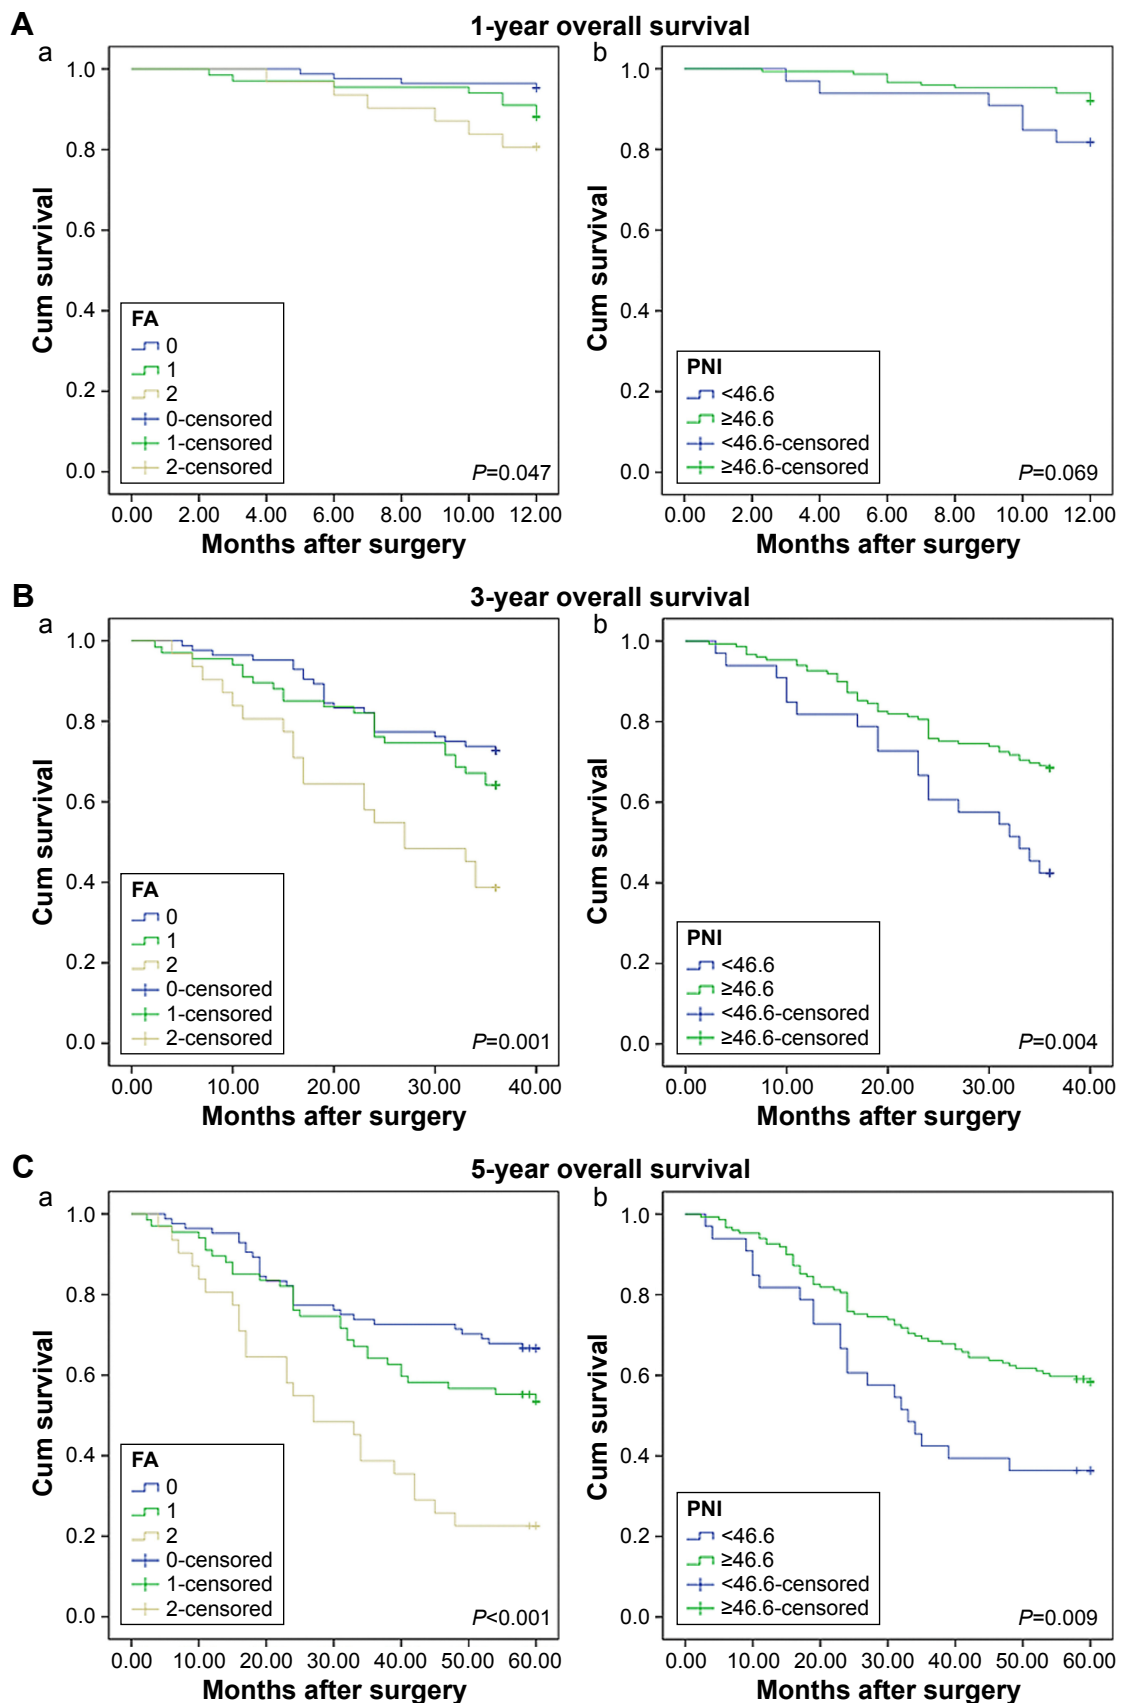 A
1-year overall survival
a
1.0
0.8
0.6
0.4
0.2
0.0
Cum survival
FA
0
1
2
0-censored
1-censored
2-censored
P=0.047
0.00 2.00 4.00 6.00 8.00 10.00 12.00
Months after surgery
b
1.0
0.8
0.6
0.4
0.2
0.0
Cum survival
PNI
<46.6
≥46.6
<46.6-censored
≥46.6-censored
P=0.069
0.00 2.00 4.00 6.00 8.00 10.00 12.00
Months after surgery
B
3-year overall survival
a
1.0
0.8
0.6
0.4
0.2
0.0
Cum survival
FA
0
1
2
0-censored
1-censored
2-censored
P=0.001
0.00 10.00 20.00 30.00 40.00
Months after surgery
b
1.0
0.8
0.6
0.4
0.2
0.0
Cum survival
PNI
<46.6
≥46.6
<46.6-censored
≥46.6-censored
P=0.004
0.00 10.00 20.00 30.00 40.00
Months after surgery
C
5-year overall survival
a
1.0
0.8
0.6
0.4
0.2
0.0
Cum survival
FA
0
1
2
0-censored
1-censored
2-censored
P<0.001
0.00 10.00 20.00 30.00 40.00 50.00 60.00
Months after surgery
b
1.0
0.8
0.6
0.4
0.2
0.0
Cum survival
PNI
<46.6
≥46.6
<46.6-censored
≥46.6-censored
P=0.009
0.00 10.00 20.00 30.00 40.00 50.00 60.00
Months after surgery